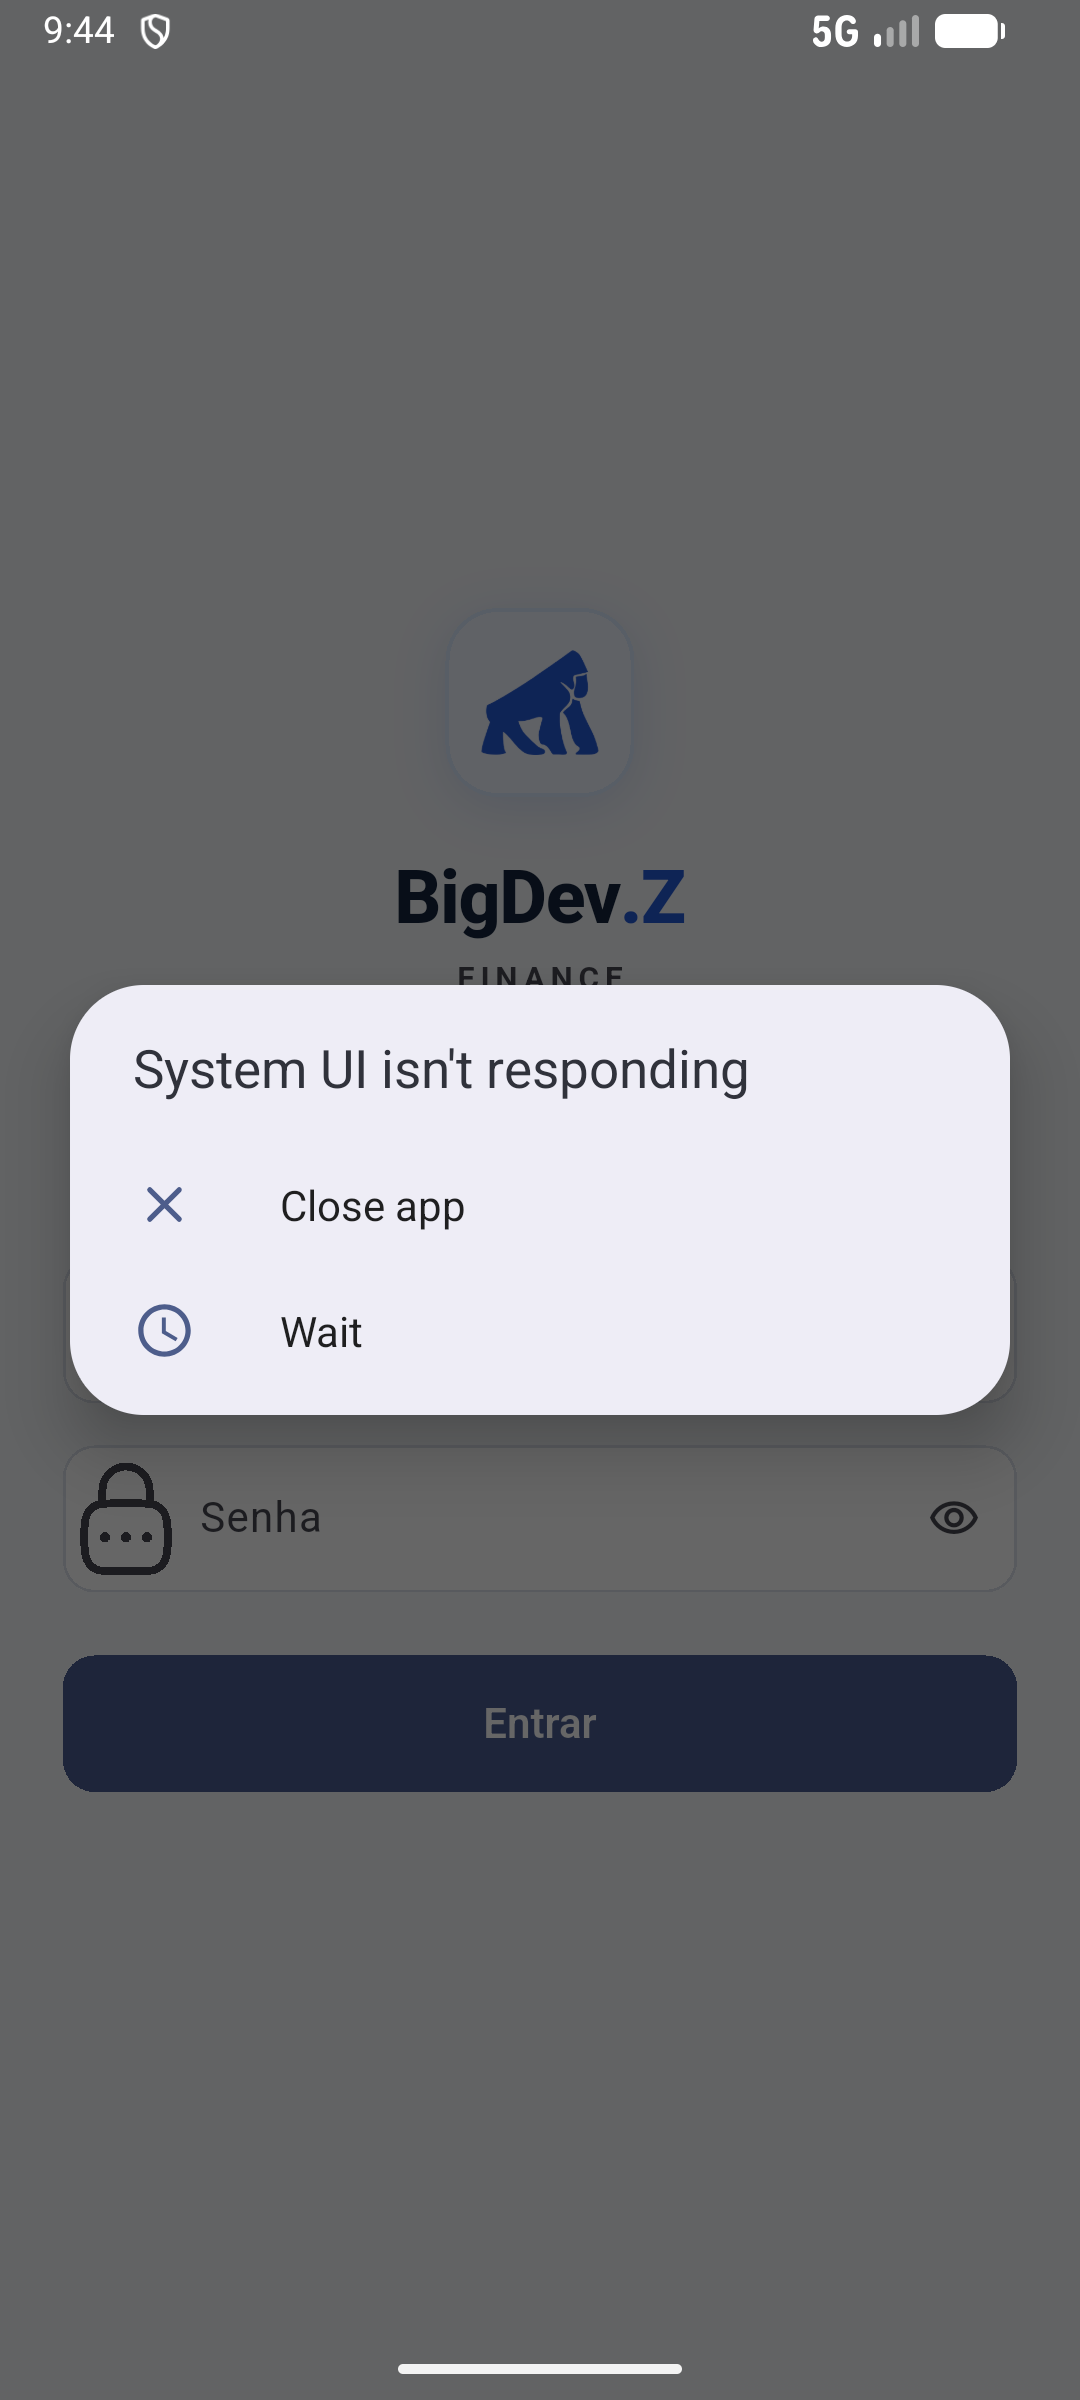 9:44
5G
BigDev.Z
FINANCE
System UI isn't responding
Close app
Wait
Senha
Entrar